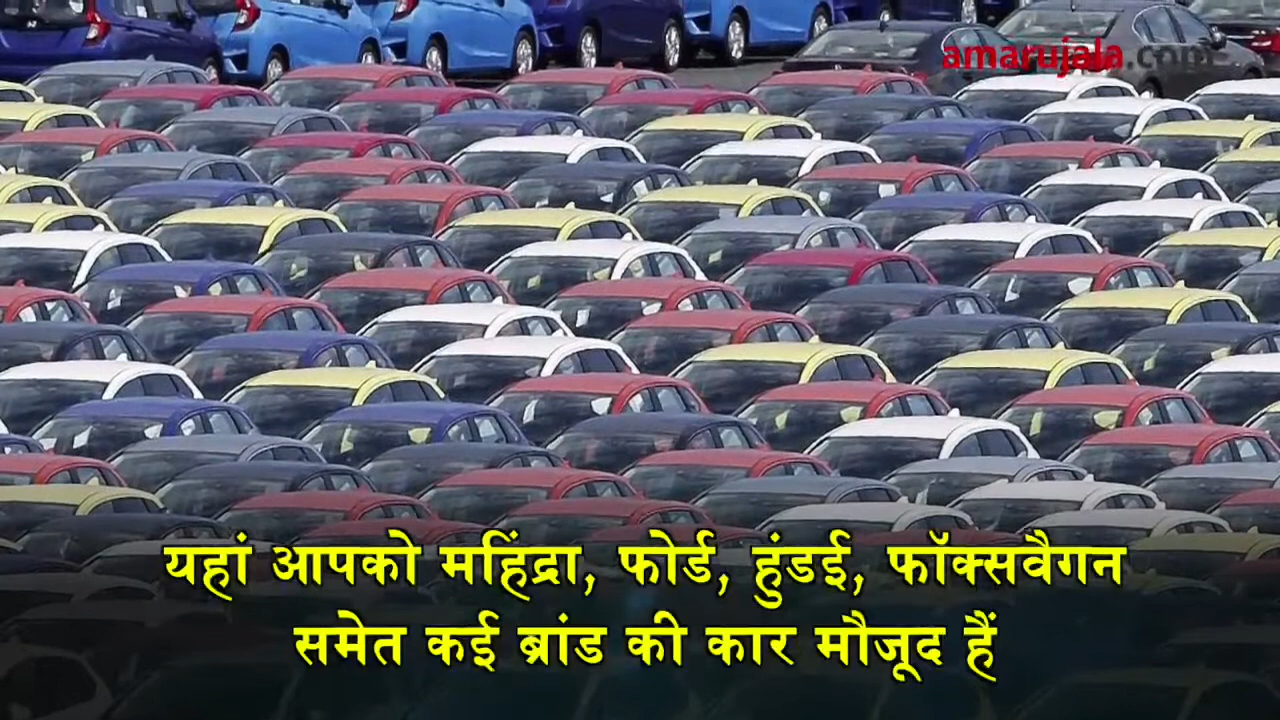 amarujala.com
यहां आपको महिंद्रा, फोर्ड, हुंडई, फॉक्सवैगन
समेत कई ब्रांड की कार मौजूद हैं